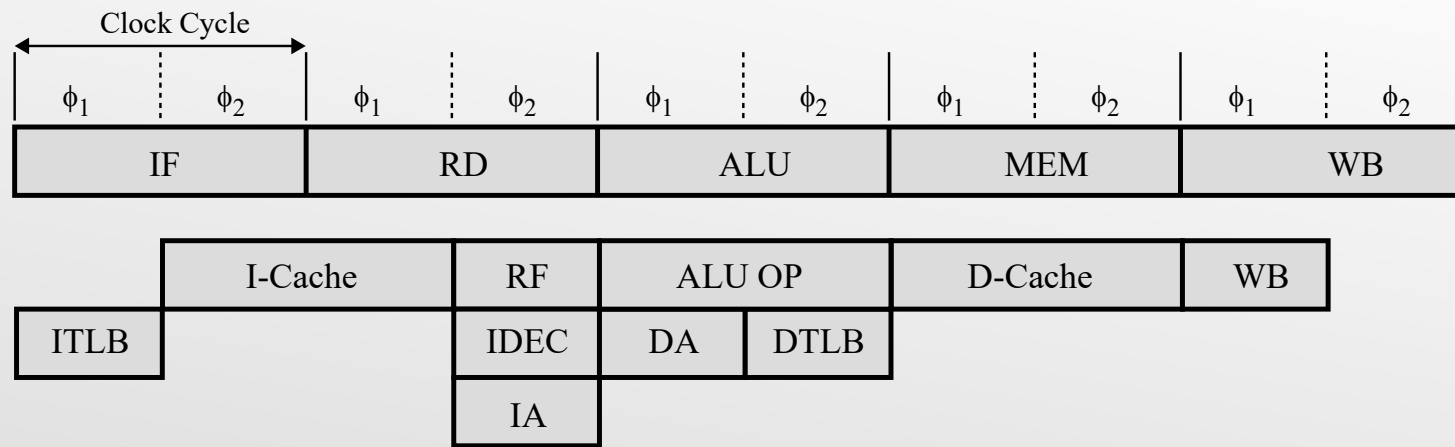 Clock Cycle
ϕ1 ϕ2 ϕ1 ϕ2 ϕ1 ϕ2 ϕ1 ϕ2 ϕ1 ϕ2
IF RD ALU MEM WB
I-Cache RF ALU OP D-Cache WB
ITLB IDEC DA DTLB
IA